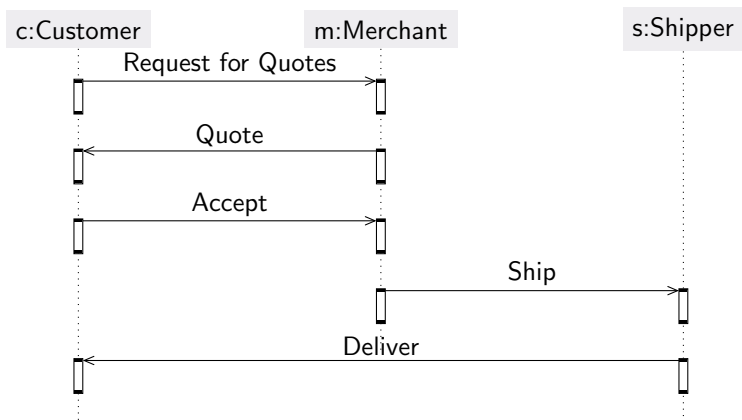 c:Customer
m:Merchant
s:Shipper
Request for Quotes
Quote
Accept
Ship
Deliver